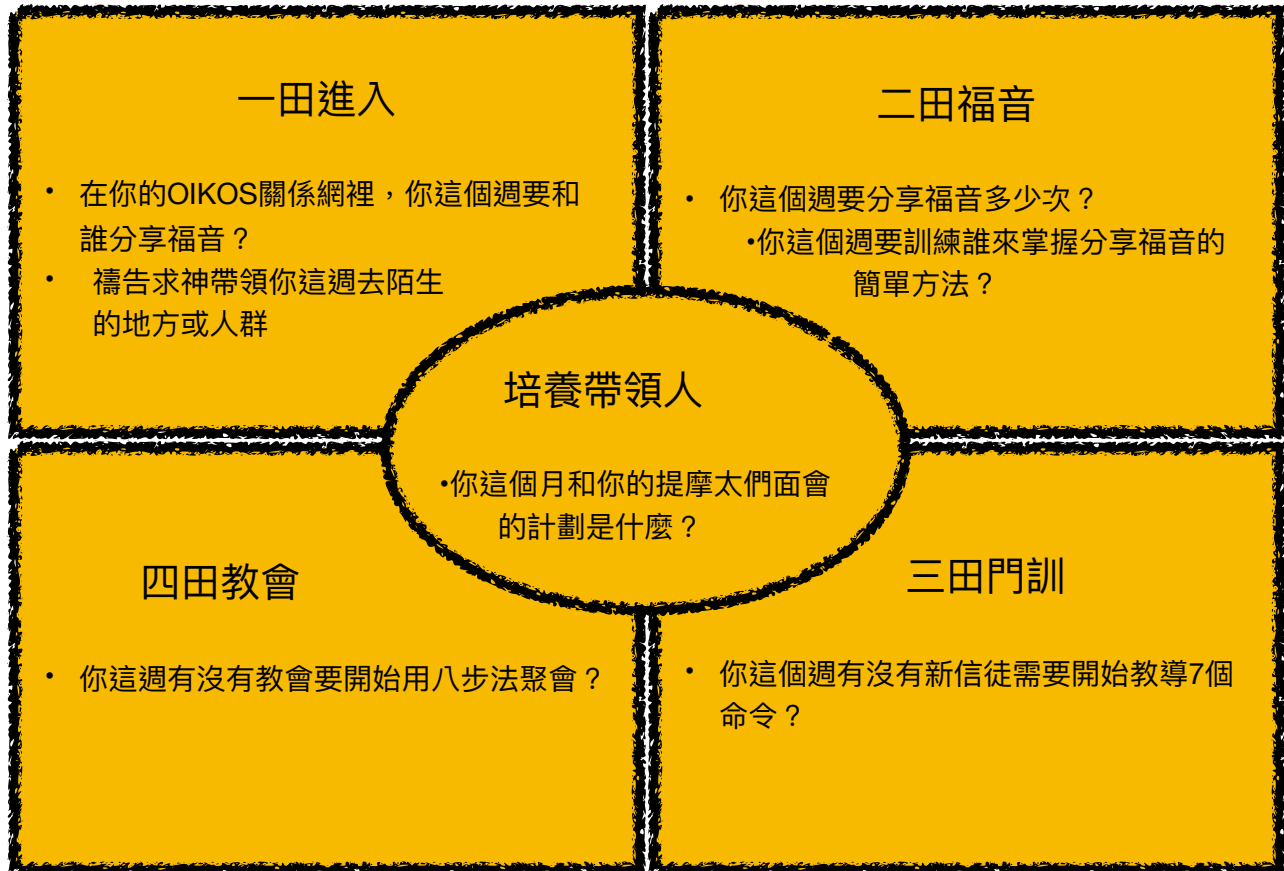 一田進入
• 在你的OIKOS關係網裡，你這個週要和
誰分享福音？
• 禱告求神帶領你這週去陌生
的地方或人群
二田福音
• 你這個週要分享福音多少次？
•你這個週要訓練誰來掌握分享福音的
簡單方法？
培養帶領人
•你這個月和你的提摩太們面會
的計劃是什麼？
四田教會
• 你這週有沒有教會要開始用八步法聚會？
三田門訓
• 你這個週有沒有新信徒需要開始教導7個
命令？